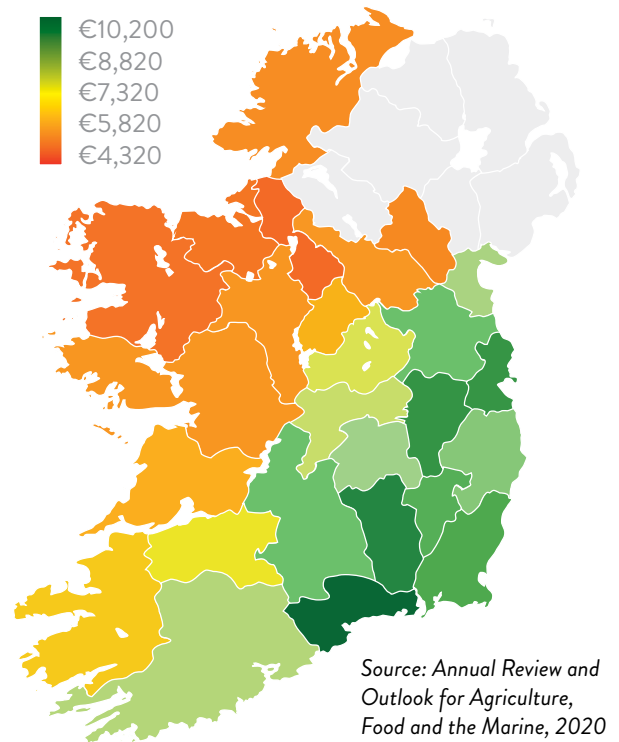 €10,200
€8,820
€7,320
€5,820
€4,320
Source: Annual Review and
Outlook for Agriculture,
Food and the Marine, 2020